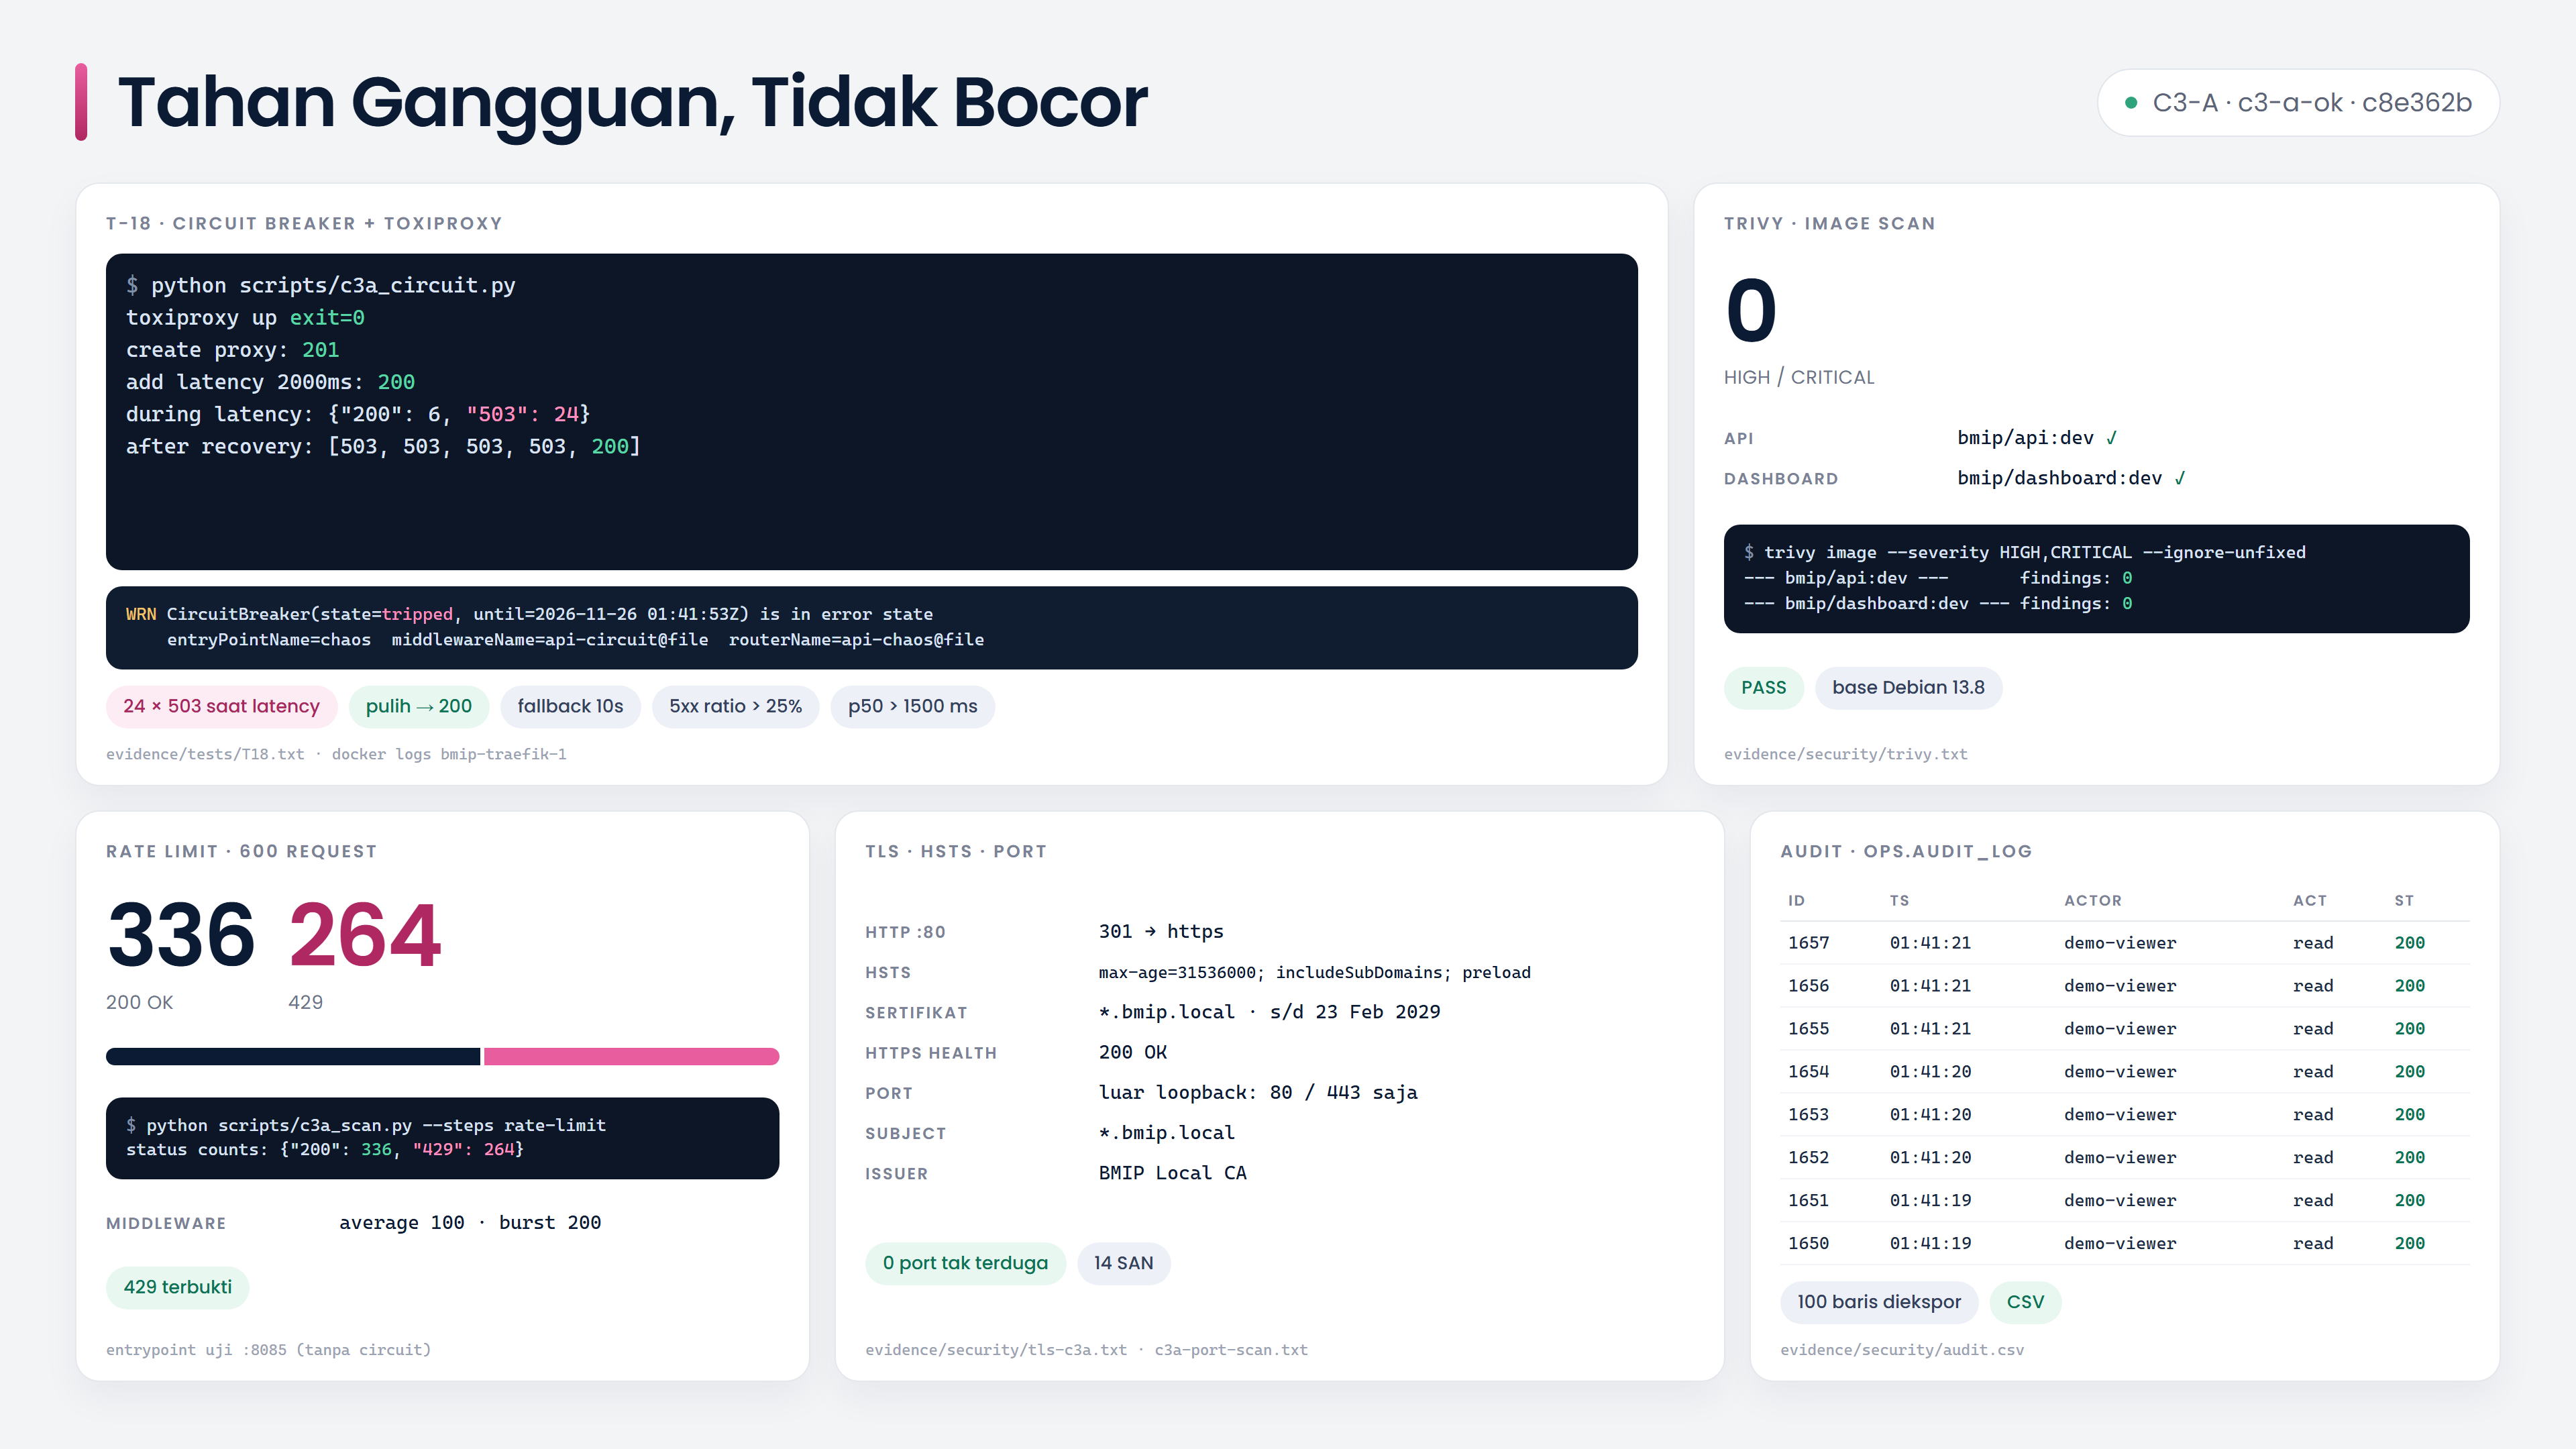 Tahan Gangguan, Tidak Bocor
C3-A · c3-a-ok · c8e362b
T-18 · CIRCUIT BREAKER + TOXIPROXY
$ python scripts/c3a_circuit.py
toxiproxy up exit=0
create proxy: 201
add latency 2000ms: 200
during latency: {"200": 6, "503": 24}
after recovery: [503, 503, 503, 503, 200]
WRN CircuitBreaker(state=tripped, until=2026-11-26 01:41:53Z) is in error state
entryPointName=chaos middlewareName=api-circuit@file routerName=api-chaos@file
24 × 503 saat latency
pulih → 200
fallback 10s
5xx ratio > 25%
p50 > 1500 ms
evidence/tests/T18.txt · docker logs bmip-traefik-1
TRIVY · IMAGE SCAN
0
HIGH / CRITICAL
API bmip/api:dev ✓
DASHBOARD bmip/dashboard:dev ✓
$ trivy image --severity HIGH,CRITICAL --ignore-unfixed
--- bmip/api:dev --- findings: 0
--- bmip/dashboard:dev --- findings: 0
PASS
base Debian 13.8
evidence/security/trivy.txt
RATE LIMIT · 600 REQUEST
336 264
200 OK 429
$ python scripts/c3a_scan.py --steps rate-limit
status counts: {"200": 336, "429": 264}
MIDDLEWARE average 100 · burst 200
429 terbukti
entrypoint uji :8085 (tanpa circuit)
TLS · HSTS · PORT
HTTP :80 301 → https
HSTS max-age=31536000; includeSubDomains; preload
SERTIFIKAT *.bmip.local · s/d 23 Feb 2029
HTTPS HEALTH 200 OK
PORT luar loopback: 80 / 443 saja
SUBJECT *.bmip.local
ISSUER BMIP Local CA
0 port tak terduga
14 SAN
evidence/security/tls-c3a.txt · c3a-port-scan.txt
AUDIT · OPS.AUDIT_LOG
ID TS ACTOR ACT ST
1657 01:41:21 demo-viewer read 200
1656 01:41:21 demo-viewer read 200
1655 01:41:21 demo-viewer read 200
1654 01:41:20 demo-viewer read 200
1653 01:41:20 demo-viewer read 200
1652 01:41:20 demo-viewer read 200
1651 01:41:19 demo-viewer read 200
1650 01:41:19 demo-viewer read 200
100 baris diekspor
CSV
evidence/security/audit.csv